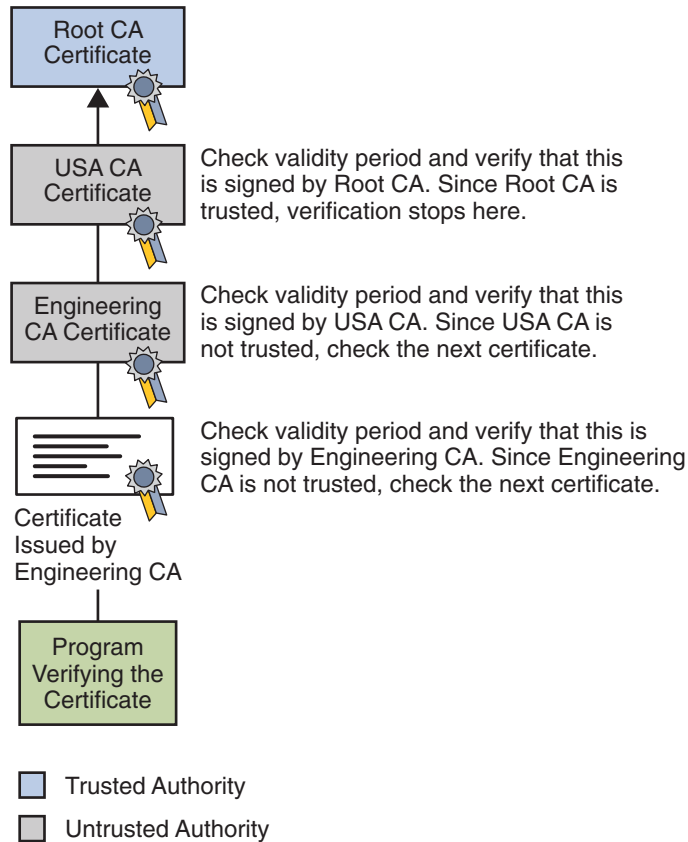 Root CA
Certificate
USA CA
Certificate
Check validity period and verify that this
is signed by Root CA. Since Root CA is
trusted, verification stops here.
Engineering
CA Certificate
Check validity period and verify that this
is signed by USA CA. Since USA CA is
not trusted, check the next certificate.
Check validity period and verify that this is
signed by Engineering CA. Since Engineering
CA is not trusted, check the next certificate.
Certificate
Issued by
Engineering CA
Program
Verifying the
Certificate
Trusted Authority
Untrusted Authority